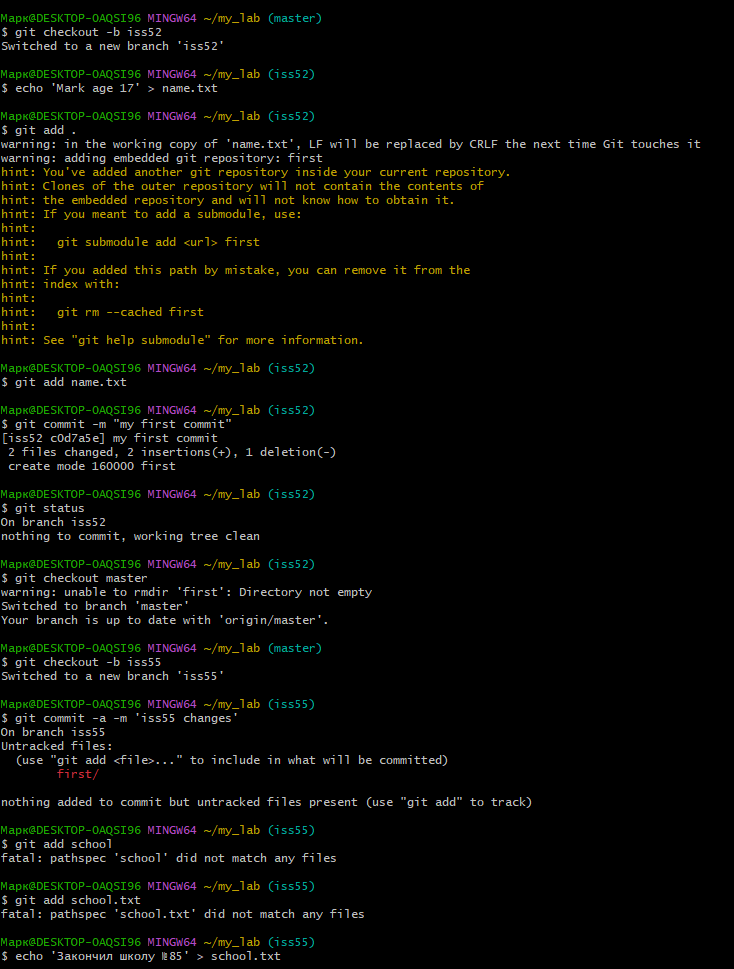 Марк@DESKTOP-OAQSI96 MINGW64 ~/my_lab (master)
$ git checkout -b iss52
Switched to a new branch 'iss52'
Марк@DESKTOP-OAQSI96 MINGW64 ~/my_lab (iss52)
$ echo 'Mark age 17' > name.txt
Марк@DESKTOP-OAQSI96 MINGW64 ~/my_lab (iss52)
$ git add .
warning: in the working copy of 'name.txt', LF will be replaced by CRLF the next time Git touches it
warning: adding embedded git repository: first
hint: You've added another git repository inside your current repository.
hint: Clones of the outer repository will not contain the contents of
hint: the embedded repository and will not know how to obtain it.
hint: If you meant to add a submodule, use:
hint:
hint:   git submodule add <url> first
hint:
hint: If you added this path by mistake, you can remove it from the
hint: index with:
hint:
hint:   git rm --cached first
hint:
hint: See "git help submodule" for more information.
Марк@DESKTOP-OAQSI96 MINGW64 ~/my_lab (iss52)
$ git add name.txt
Марк@DESKTOP-OAQSI96 MINGW64 ~/my_lab (iss52)
$ git commit -m "my first commit"
[iss52 c0d7a5e] my first commit
 2 files changed, 2 insertions(+), 1 deletion(-)
 create mode 160000 first
Марк@DESKTOP-OAQSI96 MINGW64 ~/my_lab (iss52)
$ git status
On branch iss52
nothing to commit, working tree clean
Марк@DESKTOP-OAQSI96 MINGW64 ~/my_lab (iss52)
$ git checkout master
warning: unable to rmdir 'first': Directory not empty
Switched to branch 'master'
Your branch is up to date with 'origin/master'.
Марк@DESKTOP-OAQSI96 MINGW64 ~/my_lab (master)
$ git checkout -b iss55
Switched to a new branch 'iss55'
Марк@DESKTOP-OAQSI96 MINGW64 ~/my_lab (iss55)
$ git commit -a -m 'iss55 changes'
On branch iss55
Untracked files:
  (use "git add <file>..." to include in what will be committed)
        first/
nothing added to commit but untracked files present (use "git add" to track)
Марк@DESKTOP-OAQSI96 MINGW64 ~/my_lab (iss55)
$ git add school
fatal: pathspec 'school' did not match any files
Марк@DESKTOP-OAQSI96 MINGW64 ~/my_lab (iss55)
$ git add school.txt
fatal: pathspec 'school.txt' did not match any files
Марк@DESKTOP-OAQSI96 MINGW64 ~/my_lab (iss55)
$ echo 'Закончил школу №85' > school.txt